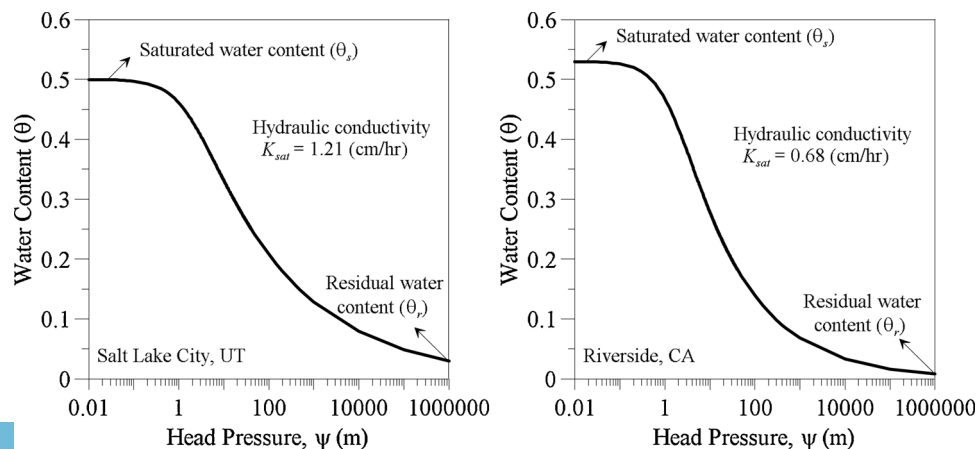 0.6
0.5
0.4
0.3
0.2
0.1
0
Water Content (θ)
Saturated water content (θs)
Hydraulic conductivity
Ksat = 1.21 (cm/hr)
Residual water
content (θr)
Salt Lake City, UT
0.01 1 100 10000 1000000
Head Pressure, ψ (m)
0.6
0.5
0.4
0.3
0.2
0.1
0
Water Content (θ)
Saturated water content (θs)
Hydraulic conductivity
Ksat = 0.68 (cm/hr)
Residual water
content (θr)
Riverside, CA
0.01 1 100 10000 1000000
Head Pressure, ψ (m)